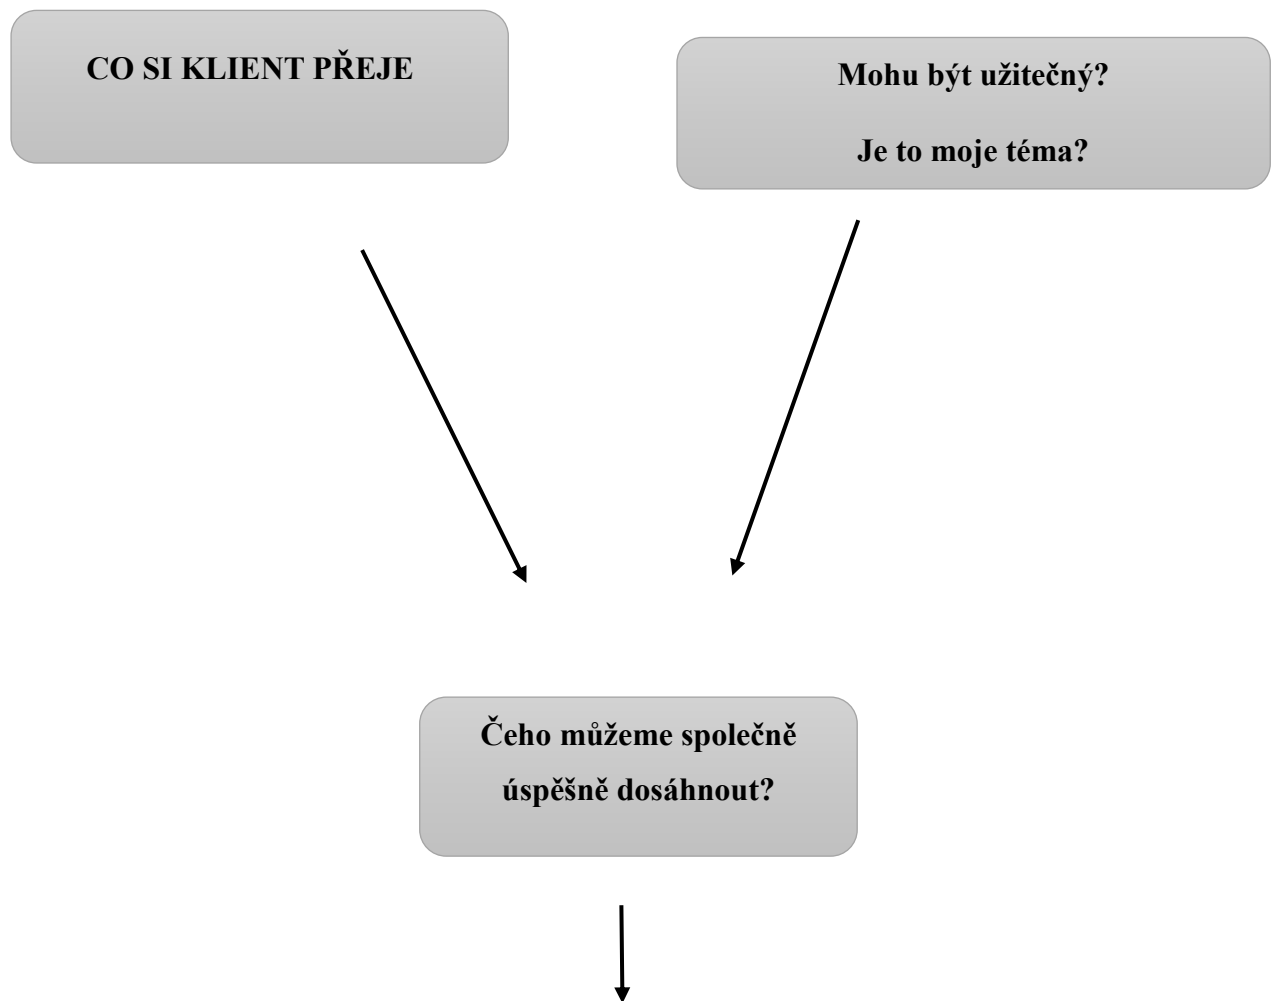 CO SI KLIENT PŘEJE
Mohu být užitečný?
Je to moje téma?
Čeho můžeme společně
úspěšně dosáhnout?